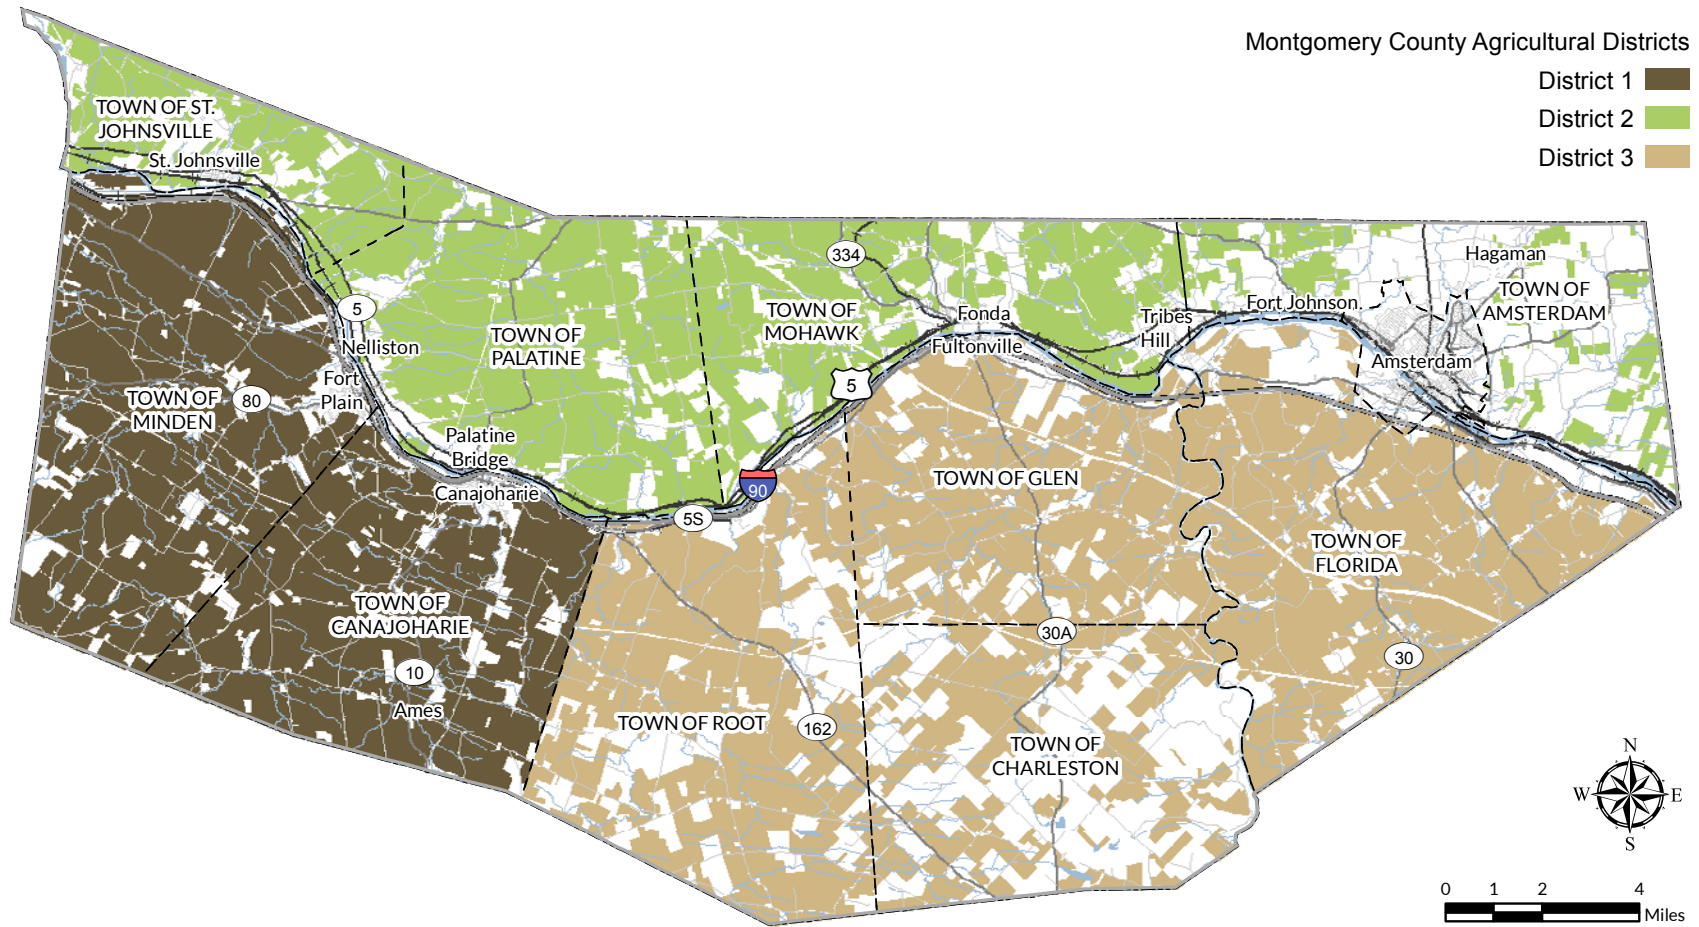 Montgomery County Agricultural Districts
District 1
District 2
District 3
TOWN OF ST.
JOHNSVILLE
St. Johnsville
334
Hagaman
TOWN OF
AMSTERDAM
5
TOWN OF
PALATINE
TOWN OF
MOHAWK
Fonda
Fultonville
Tribes
Hill
Fort Johnson
Amsterdam
Nelliston
Fort
Plain
80
TOWN OF
MINDEN
5
Palatine
Bridge
Canajoharie
90
5S
TOWN OF GLEN
TOWN OF
FLORIDA
TOWN OF
CANAJOHARIE
10
Ames
30A
30
TOWN OF ROOT
162
TOWN OF
CHARLESTON
N
W
E
S
0 1 2 4
Miles